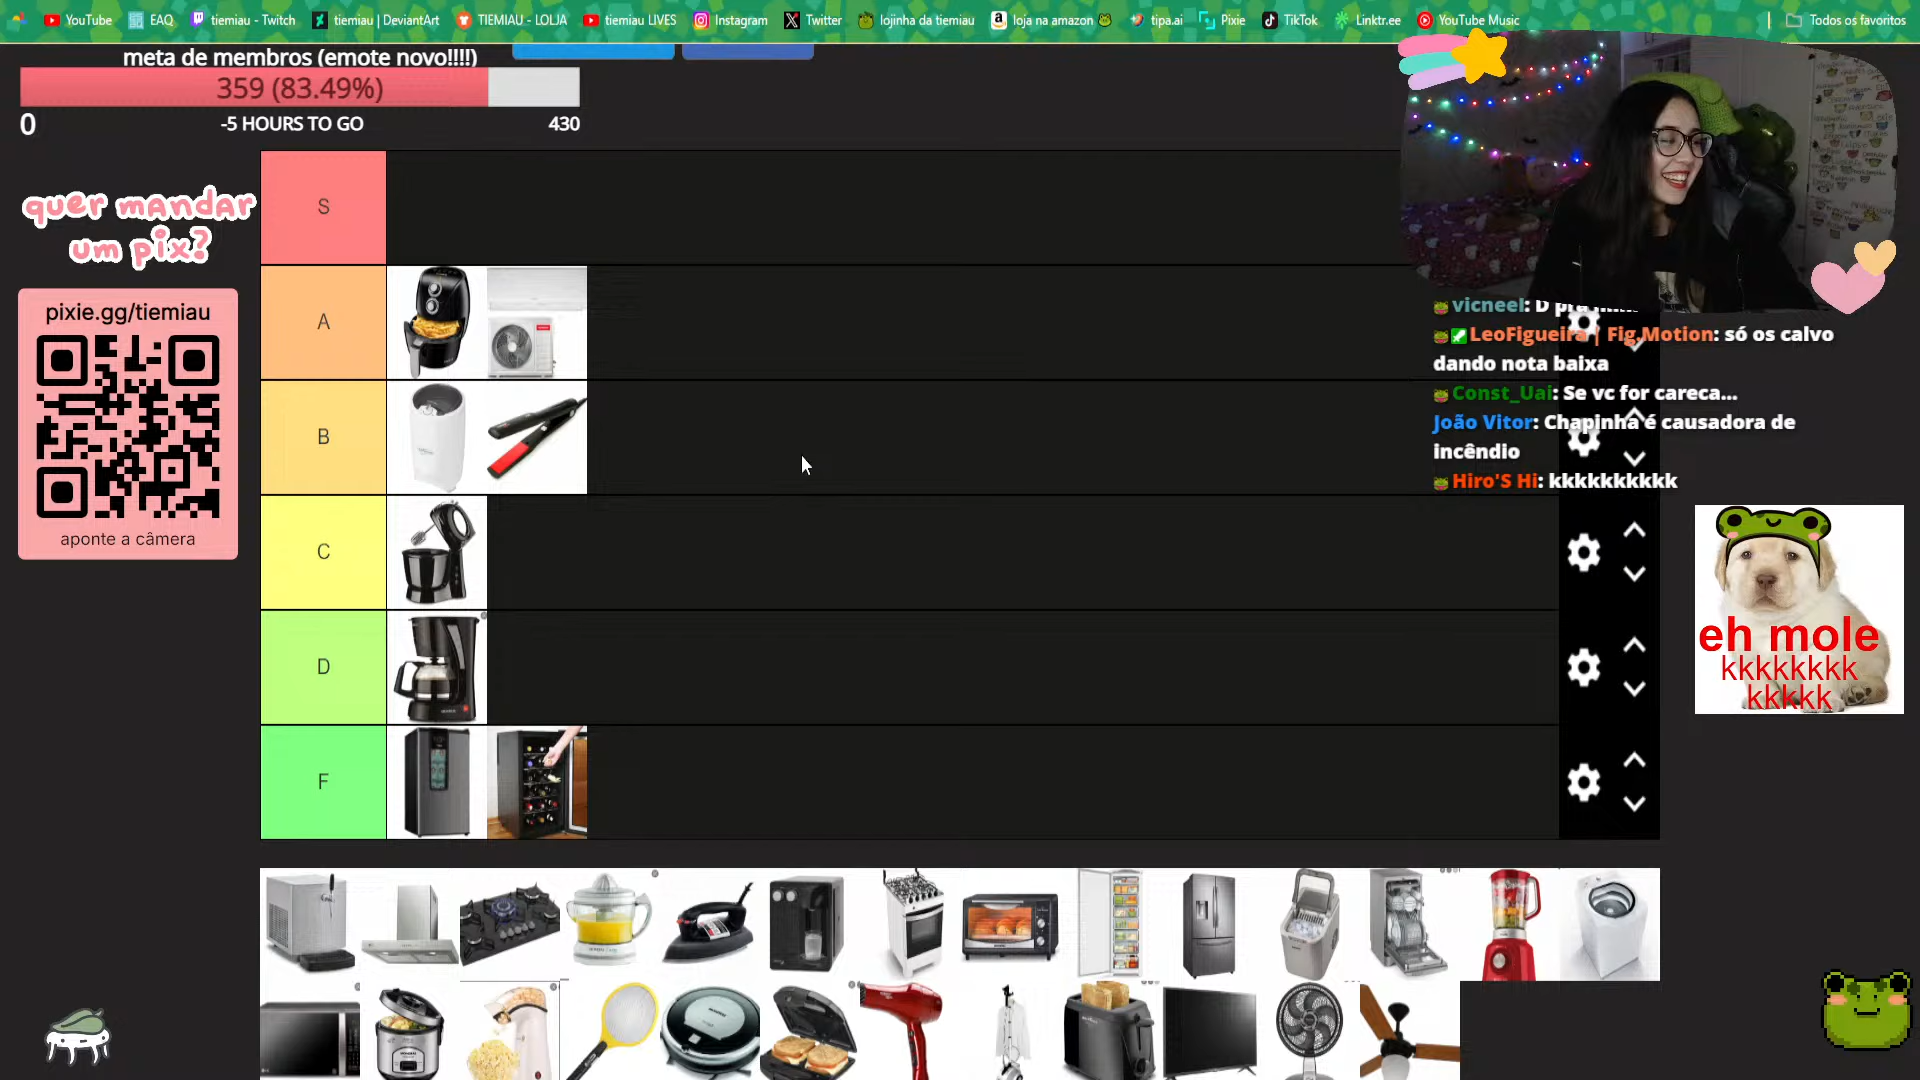 YouTube
EAQ
tiemiau - Twitch
tiemiau | DeviantArt
TIEMIAU - LOLJA
tiemiau LIVES
Instagram
Twitter
lojinha da tiemiau
loja na amazon
tipa.ai
Pixie
TikTok
Linktr.ee
YouTube Music
Todos os favoritos
meta de membros (emote novo!!!!)
359 (83.49%)
0
-5 HOURS TO GO
430
quer mandar
um pix?
pixie.gg/tiemiau
aponte a câmera
S
A
B
C
D
F
vicneel:
LeoFigueira | Fig.Motion: só os calvo
dando nota baixa
Const_Uai: Se vc for careca...
João Vitor: Chapinha é causadora de
incêndio
Hiro'S Hi: kkkkkkkkkk
eh mole
kkkkkkkk
kkkkk